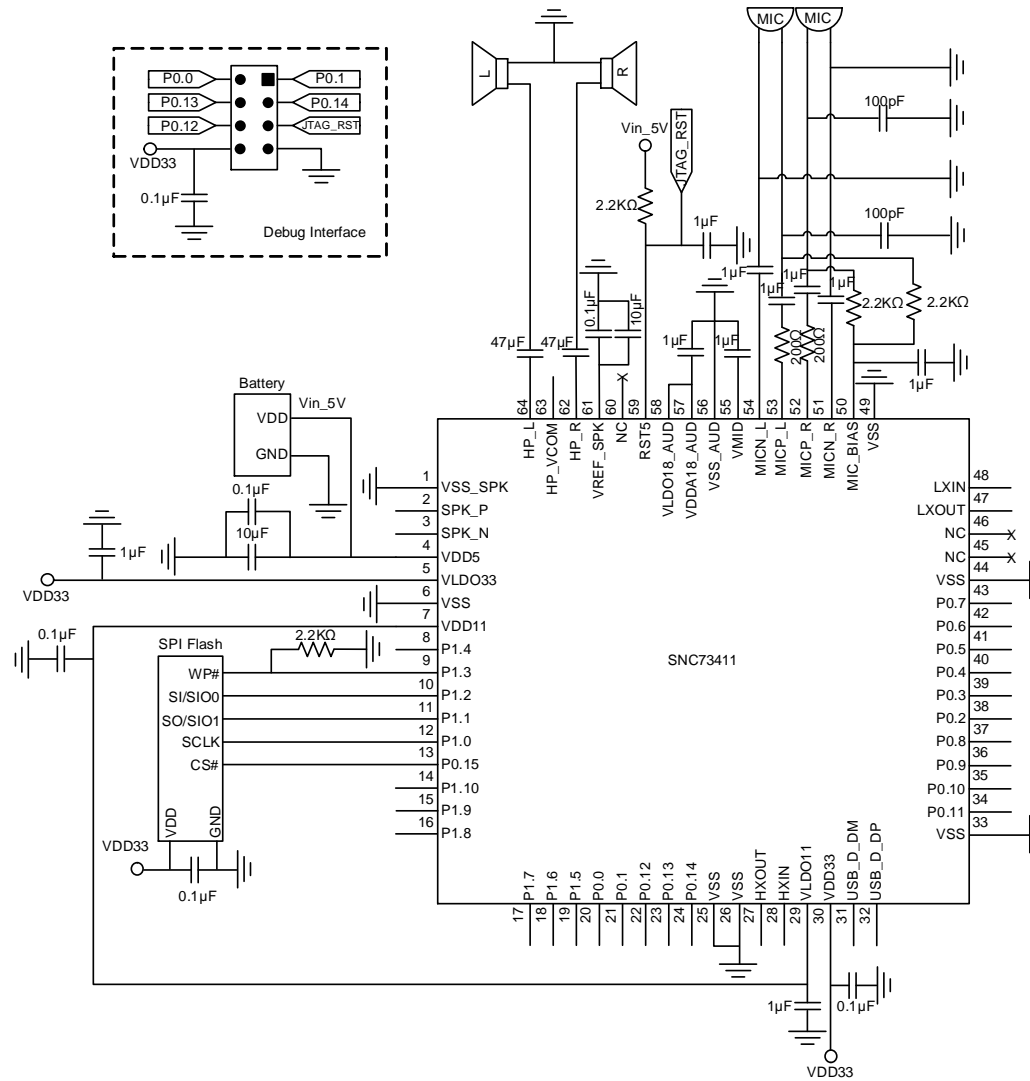 MIC MIC
L R
P0.0 P0.1
P0.13 P0.14
P0.12 JTAG_RST
VDD33
0.1µF
Debug Interface
Vin_5V
JTAG_RST
2.2KΩ
1µF
100pF
100pF
1µF
1µF
1µF
1µF
2.2KΩ
2.2KΩ
200Ω
200Ω
1µF
47µF
47µF
0.1µF
10µF
1µF
1µF
Battery
VDD
GND
Vin_5V
0.1µF
10µF
1µF
VDD33
0.1µF
SPI Flash
2.2KΩ
WP#
SI/SIO0
SO/SIO1
SCLK
CS#
VDD
GND
VDD33
0.1µF
SNC73411
64 HP_L
63 HP_VCOM
62 HP_R
61 VREF_SPK
60 NC
59 RST5
58 VLDO18_AUD
57 VDDA18_AUD
56 VSS_AUD
55 VMID
54 MICN_L
53 MICP_L
52 MICP_R
51 MICN_R
50 MIC_BIAS
49 VSS
1 VSS_SPK
2 SPK_P
3 SPK_N
4 VDD5
5 VLDO33
6 VSS
7 VDD11
8 P1.4
9 P1.3
10 P1.2
11 P1.1
12 P1.0
13 P0.15
14 P1.10
15 P1.9
16 P1.8
48 LXIN
47 LXOUT
46 NC
45 NC
44 VSS
43 P0.7
42 P0.6
41 P0.5
40 P0.4
39 P0.3
38 P0.2
37 P0.8
36 P0.9
35 P0.10
34 P0.11
33 VSS
17 P1.7
18 P1.6
19 P1.5
20 P0.0
21 P0.1
22 P0.12
23 P0.13
24 P0.14
25 VSS
26 VSS
27 HXOUT
28 HXIN
29 VLDO11
30 VDD33
31 USB_D_DM
32 USB_D_DP
1µF
0.1µF
VDD33